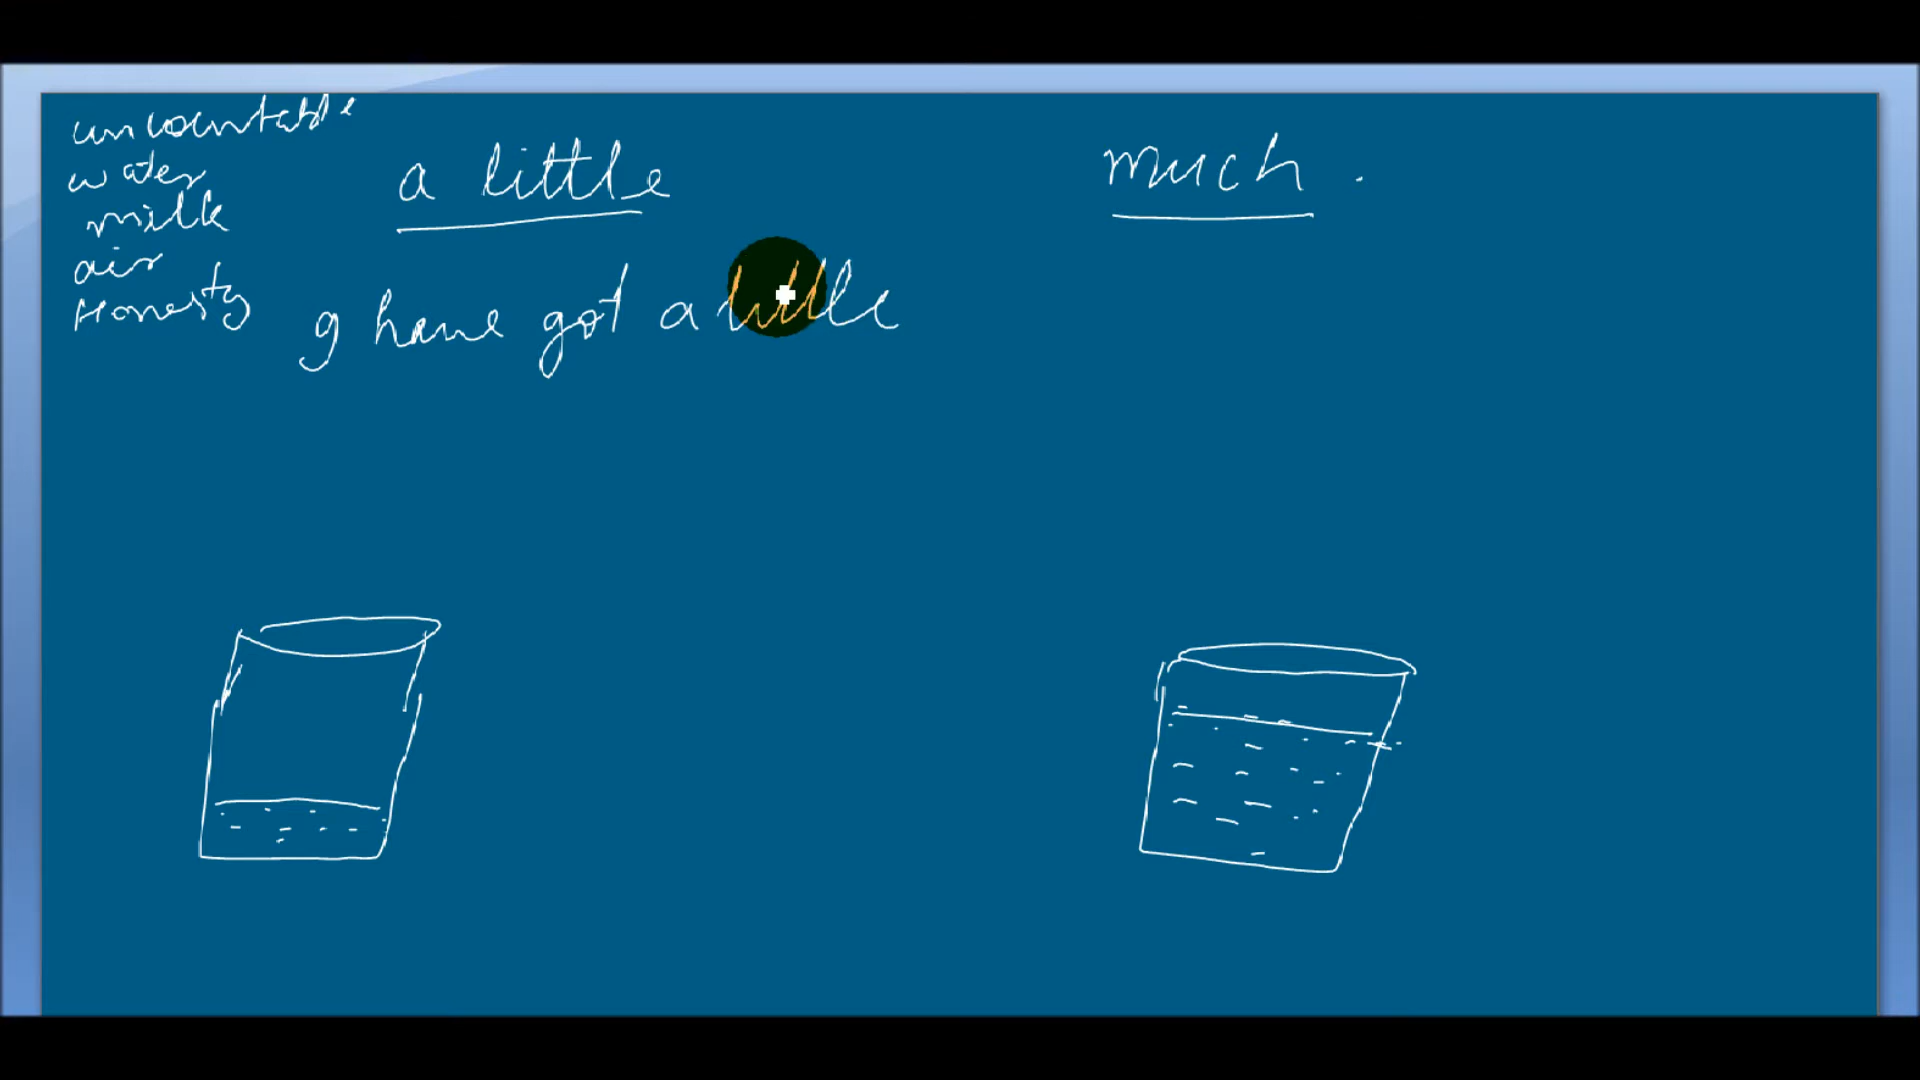 uncountable
water
milk
air
Honesty
a little
much.
I have got a little